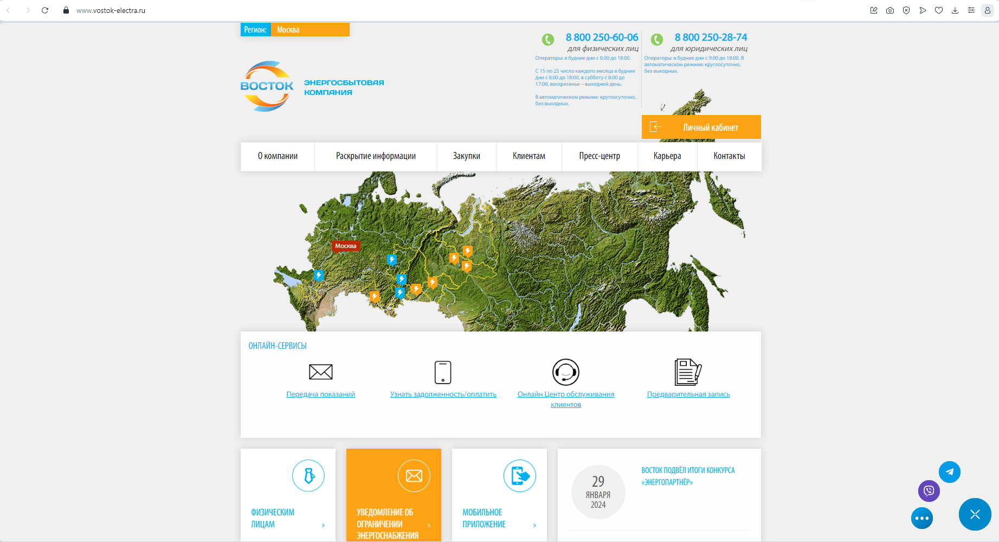 www.vostok-electra.ru
Регион: Москва
8 800 250-60-06
для физических лиц
Операторы: в будние дни с 8:00 до 18:00.
С 15 по 25 число каждого месяца в будние
дни с 8:00 до 18:00, в субботу с 8:00 до
17:00, воскресенье – выходной день.
В автоматическом режиме: круглосуточно,
без выходных.
8 800 250-28-74
для юридических лиц
Операторы: в будние дни с 9:00 до 18:00. В
автоматическом режиме: круглосуточно,
без выходных.
ВОСТОК
ЭНЕРГОСБЫТОВАЯ
КОМПАНИЯ
Личный кабинет
О компании
Раскрытие информации
Закупки
Клиентам
Пресс-центр
Карьера
Контакты
Москва
ОНЛАЙН-СЕРВИСЫ
Передача показаний
Узнать задолженность/оплатить
Онлайн Центр обслуживания
клиентов
Предварительная запись
ФИЗИЧЕСКИМ
ЛИЦАМ
УВЕДОМЛЕНИЕ ОБ
ОГРАНИЧЕНИИ
ЭНЕРГОСНАБЖЕНИЯ
МОБИЛЬНОЕ
ПРИЛОЖЕНИЕ
29
ЯНВАРЯ
2024
ВОСТОК ПОДВЁЛ ИТОГИ КОНКУРСА
«ЭНЕРГОПАРТНЁР»